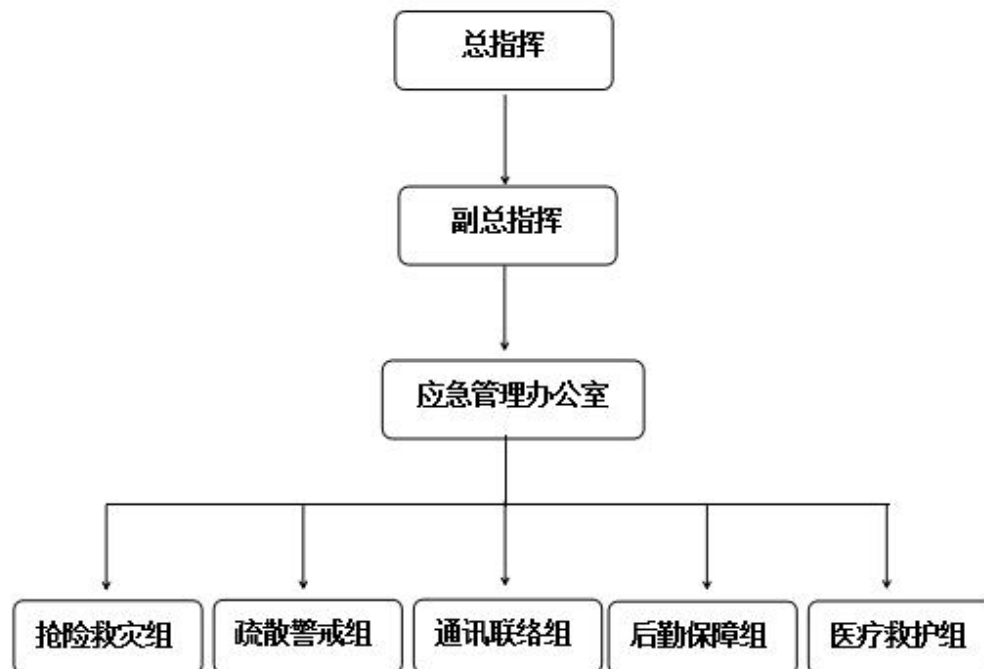 总指挥
副总指挥
应急管理办公室
抢险救灾组
疏散警戒组
通讯联络组
后勤保障组
医疗救护组